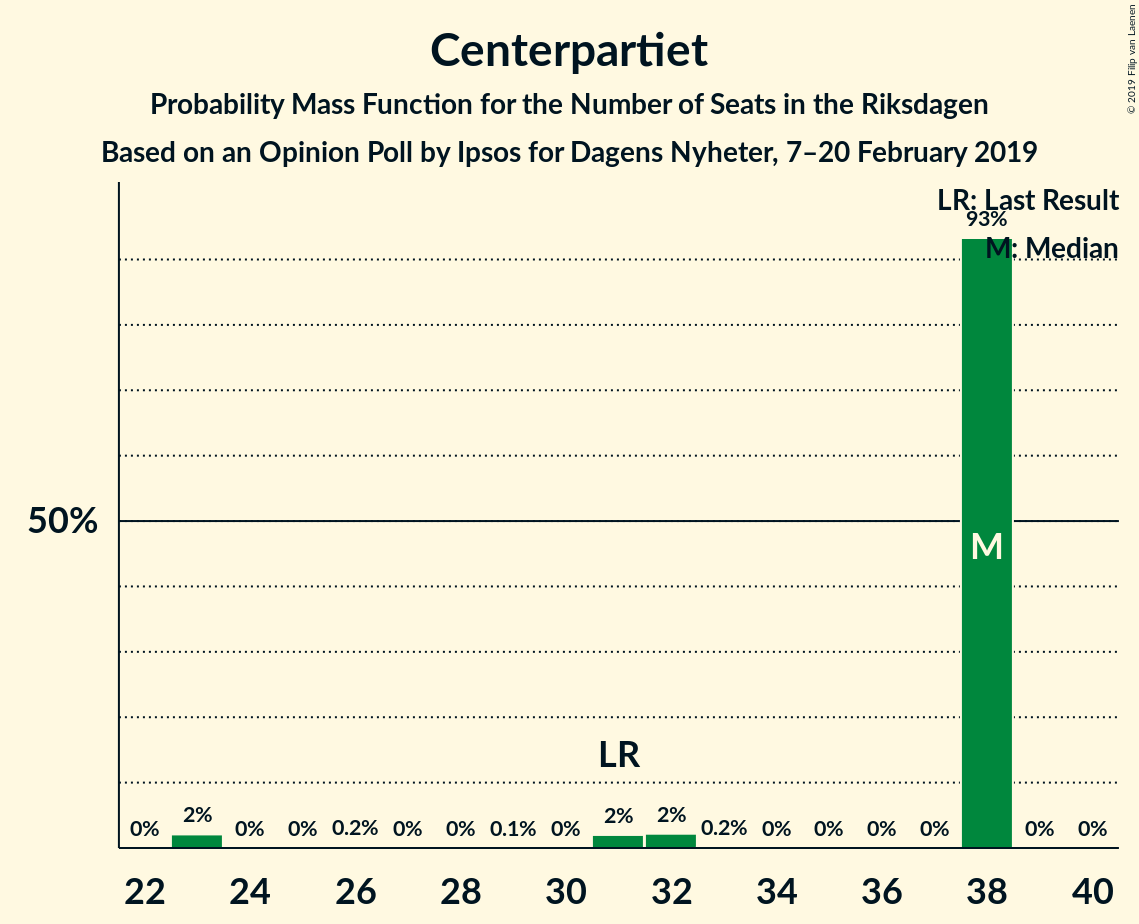 Centerpartiet
Probability Mass Function for the Number of Seats in the Riksdagen
Based on an Opinion Poll by Ipsos for Dagens Nyheter, 7–20 February 2019
© 2019 Filip van Laenen
LR: Last Result
93%
M: Median
50%
M
LR
0% 2% 0% 0% 0.2% 0% 0% 0.1% 0% 2% 2% 0.2% 0% 0% 0% 0% 0% 0%
22 24 26 28 30 32 34 36 38 40